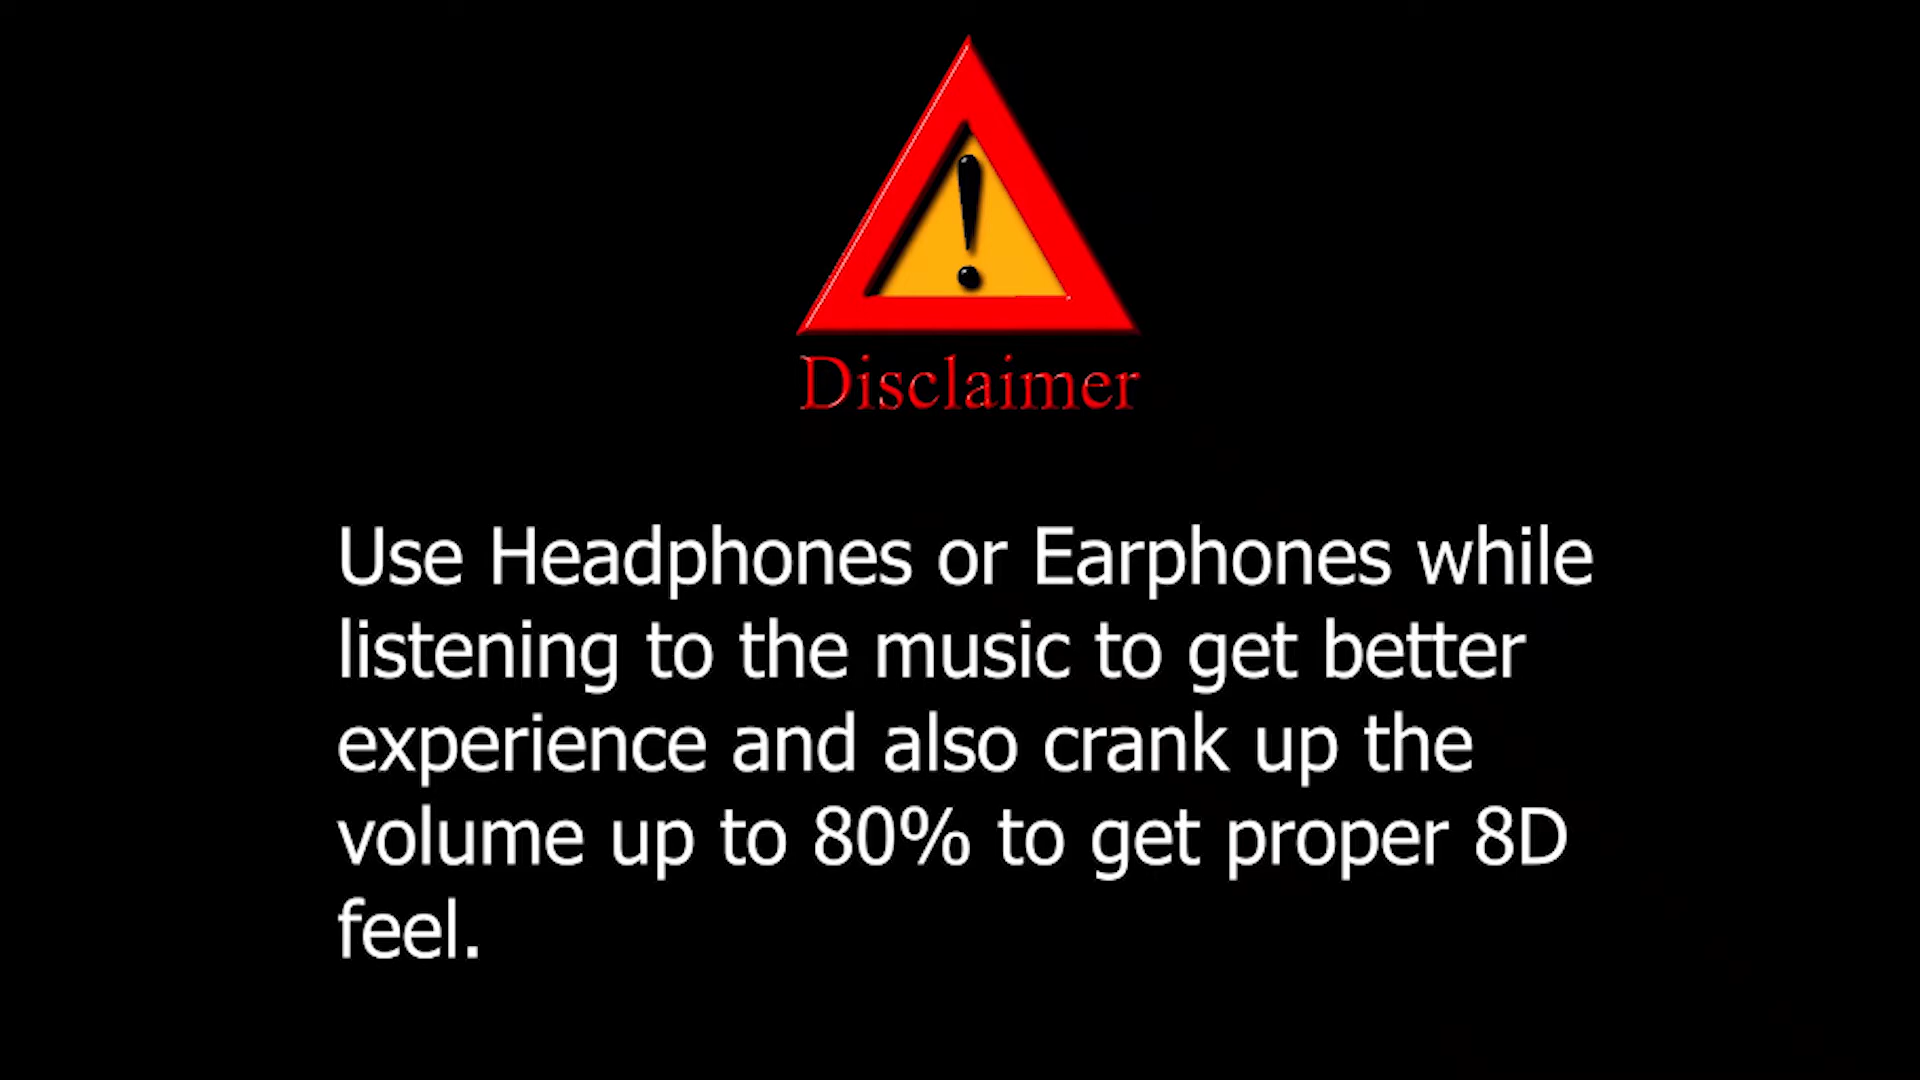 Disclaimer
Use Headphones or Earphones while
listening to the music to get better
experience and also crank up the
volume up to 80% to get proper 8D
feel.